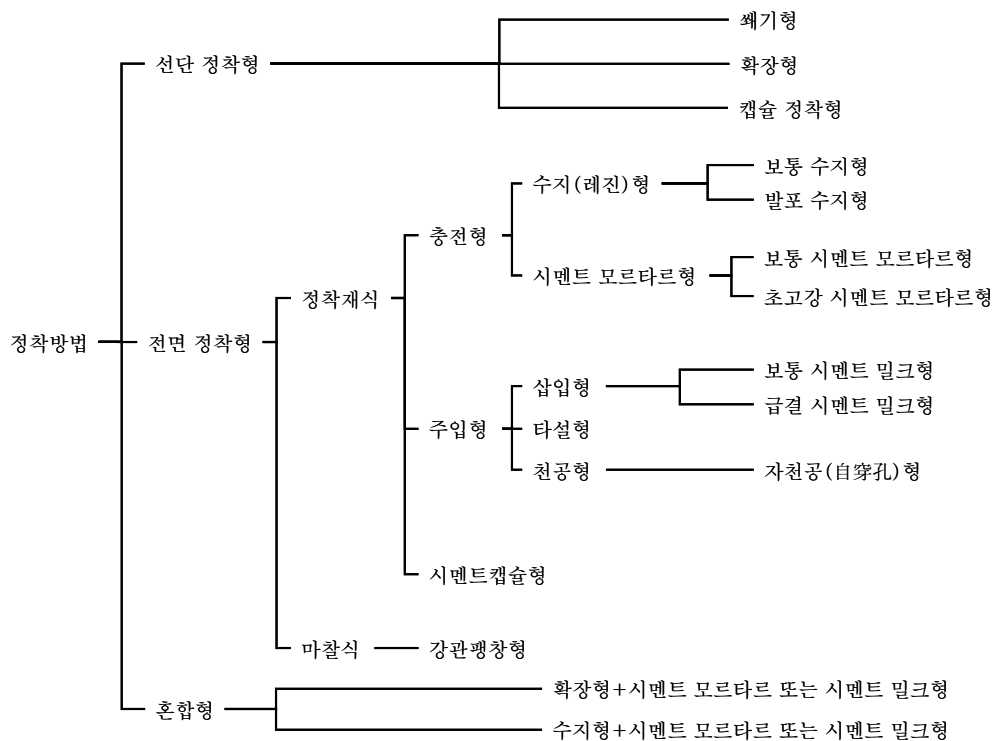 정착방법
선단 정착형
쐐기형
확장형
캡슐 정착형
전면 정착형
정착재식
충전형
수지(레진)형
보통 수지형
발포 수지형
시멘트 모르타르형
보통 시멘트 모르타르형
초고강 시멘트 모르타르형
주입형
삽입형
보통 시멘트 밀크형
급결 시멘트 밀크형
타설형
천공형
자천공(自穿孔)형
시멘트캡슐형
마찰식
강관팽창형
혼합형
확장형+시멘트 모르타르 또는 시멘트 밀크형
수지형+시멘트 모르타르 또는 시멘트 밀크형